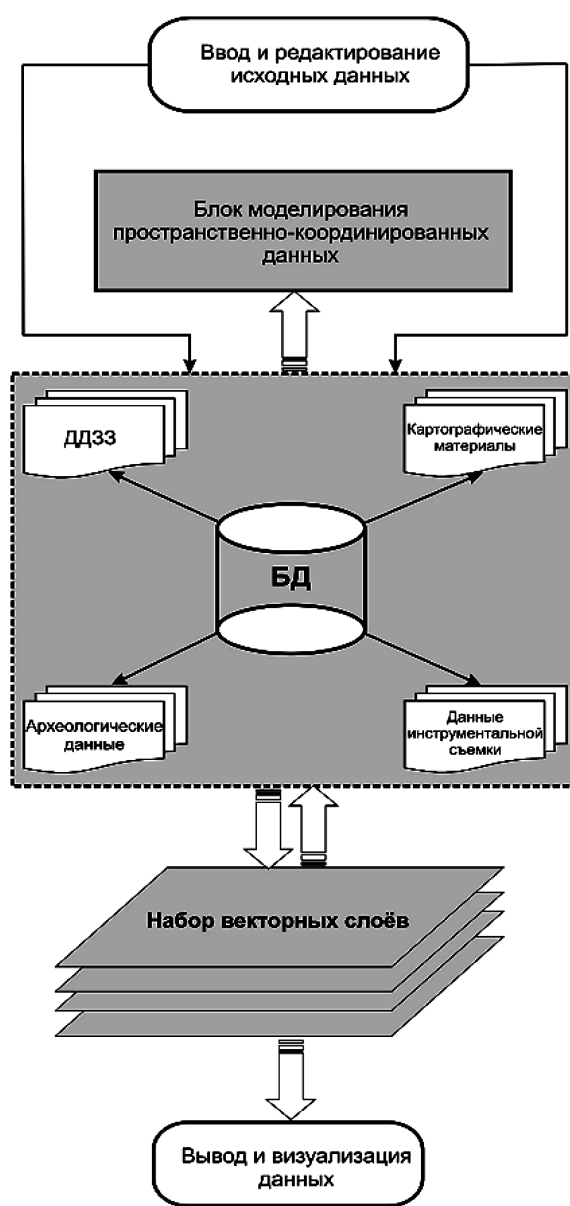 Ввод и редактирование
исходных данных
Блок моделирования
пространственно-координированных
данных
ДДЗЗ
Картографические
материалы
БД
Археологические
данные
Данные
инструментальной
съемки
Набор векторных слоёв
Вывод и визуализация
данных